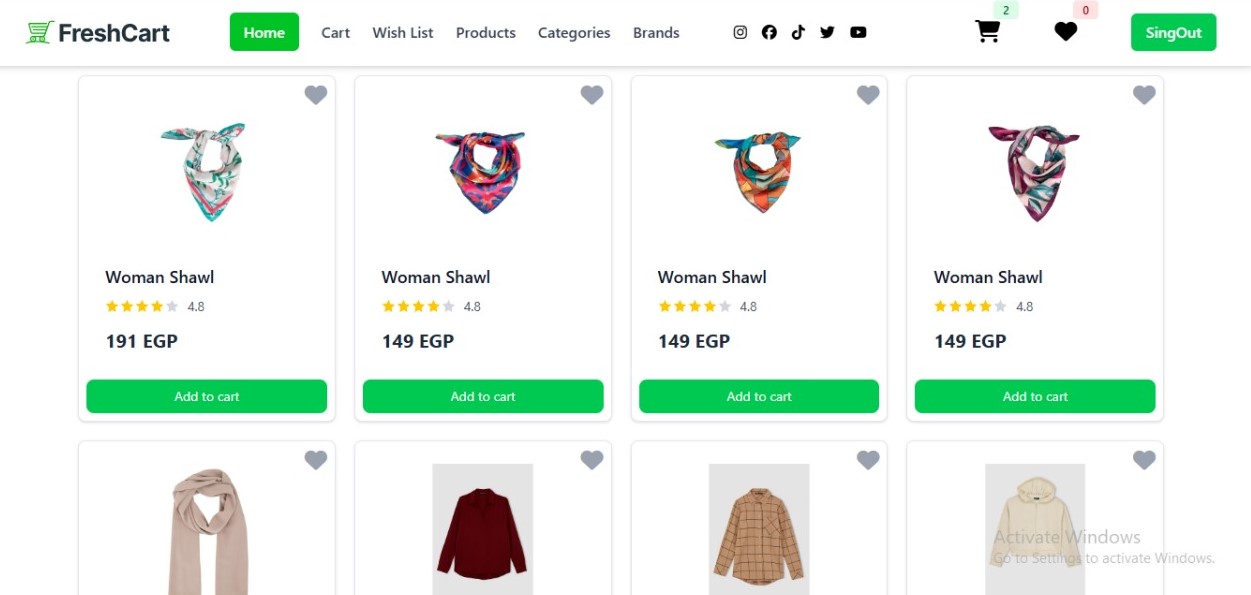 2 0
FreshCart Home Cart Wish List Products Categories Brands SingOut
Woman Shawl Woman Shawl Woman Shawl Woman Shawl
4.8 4.8 4.8 4.8
191 EGP 149 EGP 149 EGP 149 EGP
Add to cart Add to cart Add to cart Add to cart
Activate Windows
Go to Settings to activate Windows.